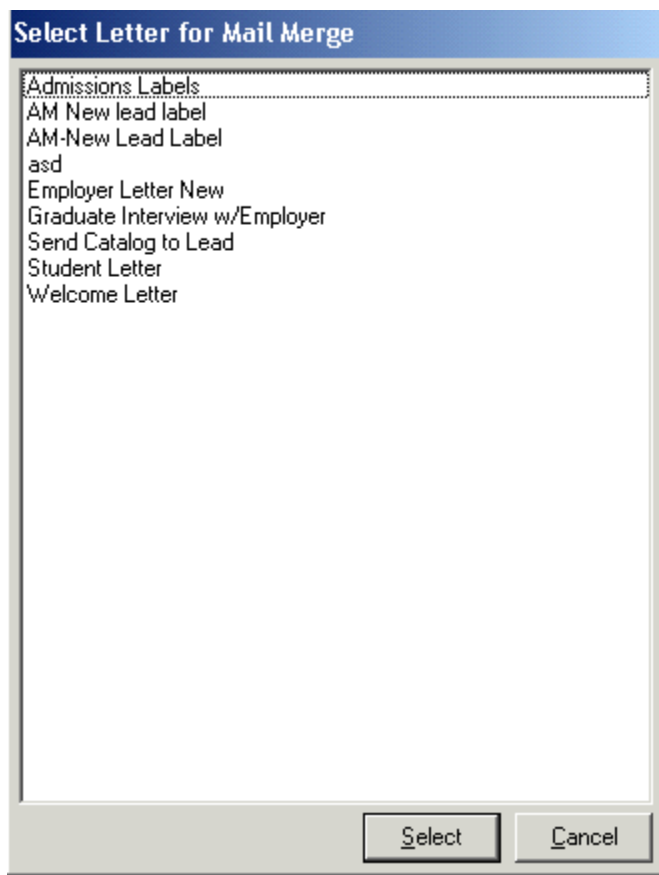 Select Letter for Mail Merge
Admissions Labels
AM New lead label
AM-New Lead Label
asd
Employer Letter New
Graduate Interview w/Employer
Send Catalog to Lead
Student Letter
Welcome Letter
Select
Cancel